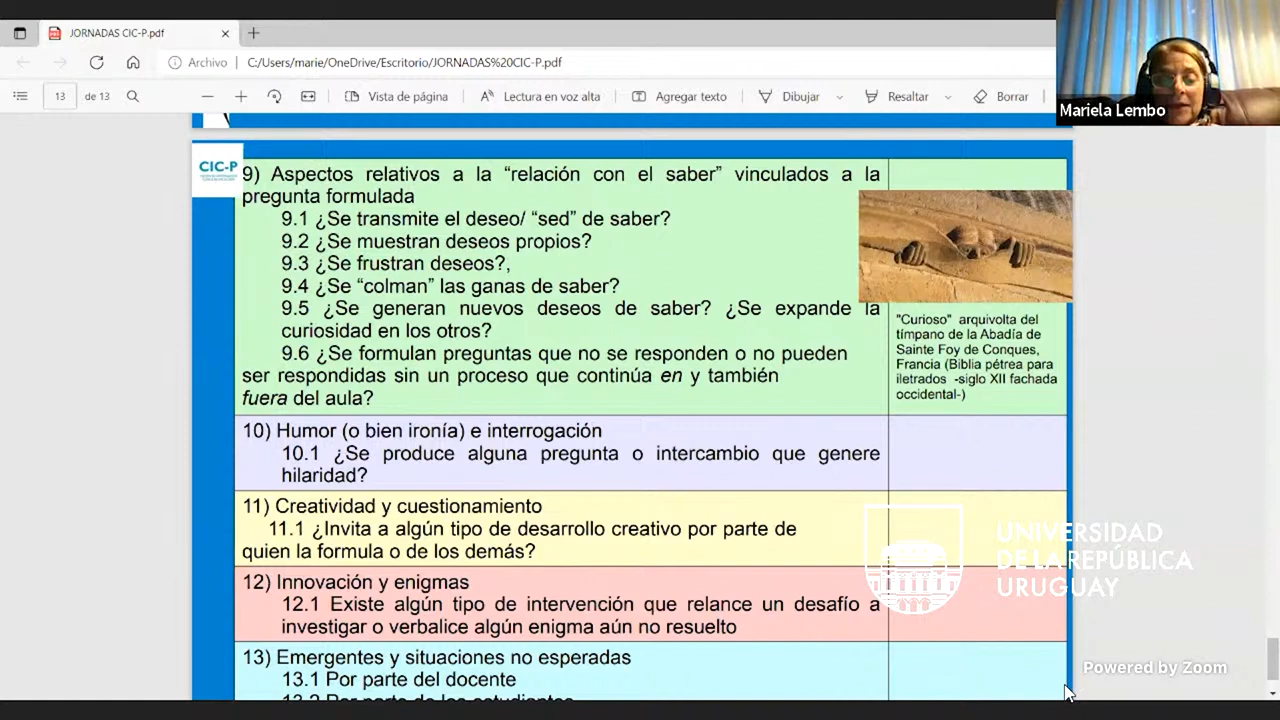 JORNADAS CIC-P.pdf
Mariela Lembo
Archivo
C:/Users/marie/OneDrive/Escritorio/JORNADAS%20CIC-P.pdf
13 de 13
Vista de página
Lectura en voz alta
Agregar texto
Dibujar
Resaltar
Borrar
CIC-P
9) Aspectos relativos a la “relación con el saber” vinculados a la
pregunta formulada
9.1 ¿Se transmite el deseo/ “sed” de saber?
9.2 ¿Se muestran deseos propios?
9.3 ¿Se frustran deseos?,
9.4 ¿Se “colman” las ganas de saber?
9.5 ¿Se generan nuevos deseos de saber? ¿Se expande la
curiosidad en los otros?
9.6 ¿Se formulan preguntas que no se responden o no pueden
ser respondidas sin un proceso que continúa en y también
fuera del aula?
"Curioso" arquivolta del
tímpano de la Abadía de
Sainte Foy de Conques,
Francia (Biblia pétrea para
iletrados -siglo XII fachada
occidental-)
10) Humor (o bien ironía) e interrogación
10.1 ¿Se produce alguna pregunta o intercambio que genere
hilaridad?
11) Creatividad y cuestionamiento
11.1 ¿Invita a algún tipo de desarrollo creativo por parte de
quien la formula o de los demás?
12) Innovación y enigmas
12.1 Existe algún tipo de intervención que relance un desafío a
investigar o verbalice algún enigma aún no resuelto
13) Emergentes y situaciones no esperadas
13.1 Por parte del docente
13.2 Por parte de los estudiantes
UNIVERSIDAD
DE LA REPÚBLICA
URUGUAY
Powered by Zoom